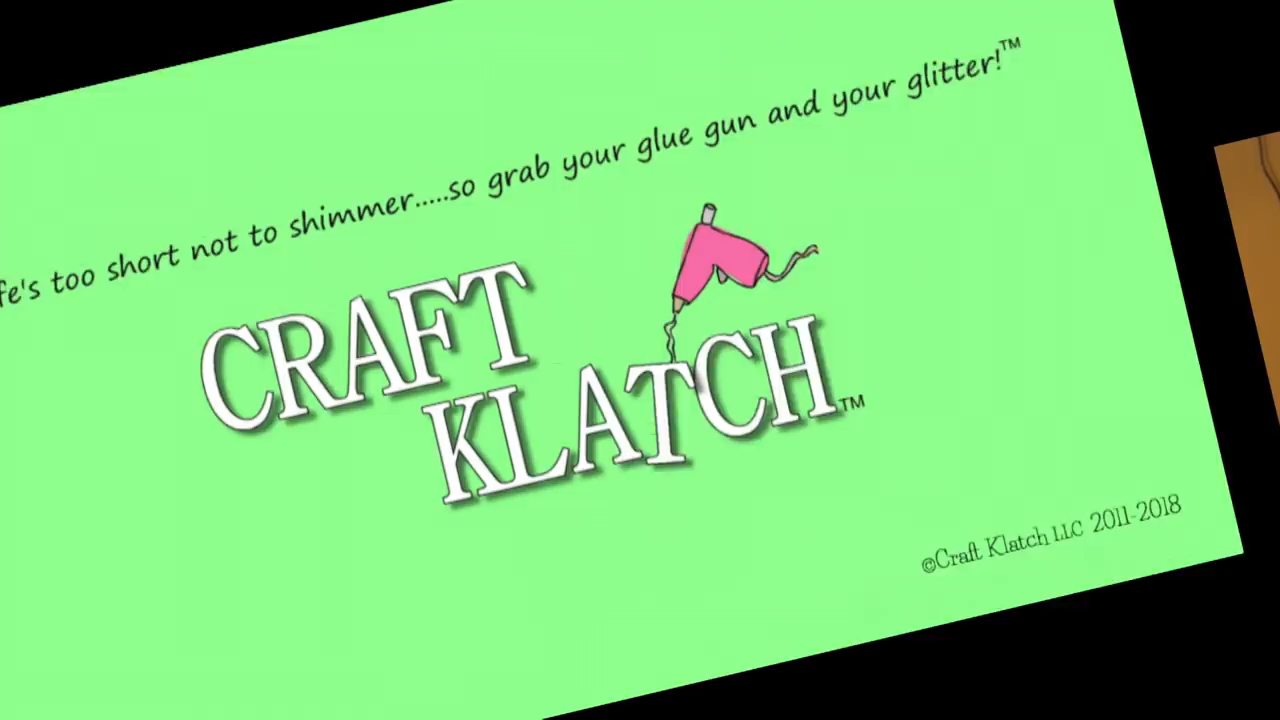 fe's too short not to shimmer.....so grab your glue gun and your glitter!™
CRAFT
KLATCH™
©Craft Klatch LLC 2011-2018